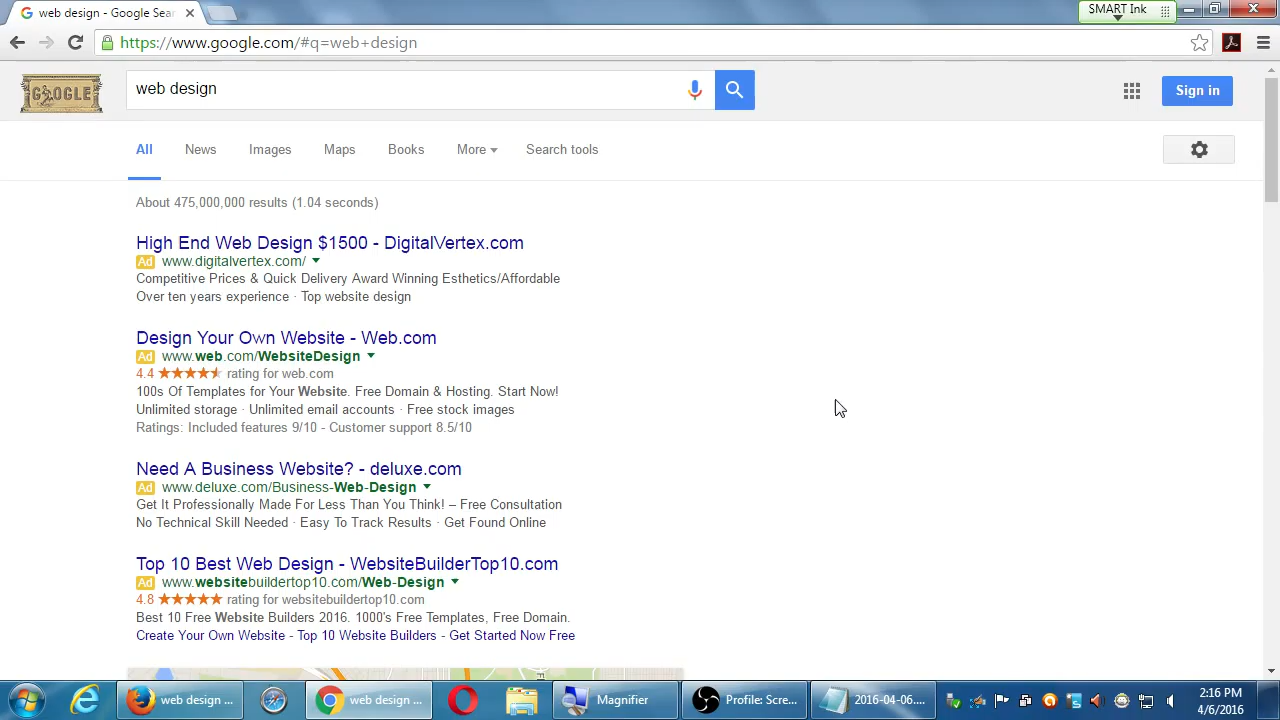 web design - Google Sear
SMART Ink
https://www.google.com/#q=web+design
GOOGLE
web design
Sign in
All
News
Images
Maps
Books
More
Search tools
About 475,000,000 results (1.04 seconds)
High End Web Design $1500 - DigitalVertex.com
Ad www.digitalvertex.com/
Competitive Prices & Quick Delivery Award Winning Esthetics/Affordable
Over ten years experience · Top website design
Design Your Own Website - Web.com
Ad www.web.com/WebsiteDesign
4.4 ★★★★★ rating for web.com
100s Of Templates for Your Website. Free Domain & Hosting. Start Now!
Unlimited storage · Unlimited email accounts · Free stock images
Ratings: Included features 9/10 - Customer support 8.5/10
Need A Business Website? - deluxe.com
Ad www.deluxe.com/Business-Web-Design
Get It Professionally Made For Less Than You Think! – Free Consultation
No Technical Skill Needed · Easy To Track Results · Get Found Online
Top 10 Best Web Design - WebsiteBuilderTop10.com
Ad www.websitebuildertop10.com/Web-Design
4.8 ★★★★★ rating for websitebuildertop10.com
Best 10 Free Website Builders 2016. 1000's Free Templates, Free Domain.
Create Your Own Website - Top 10 Website Builders - Get Started Now Free
web design ...
web design ...
Magnifier
Profile: Scre...
2016-04-06....
2:16 PM
4/6/2016